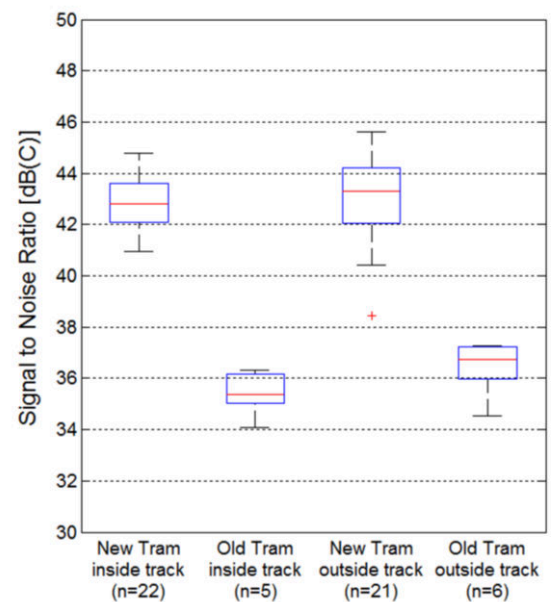 Signal to Noise Ratio [dB(C)]
50
48
46
44
42
40
38
36
34
32
30
New Tram Old Tram New Tram Old Tram
inside track inside track outside track outside track
(n=22) (n=5) (n=21) (n=6)